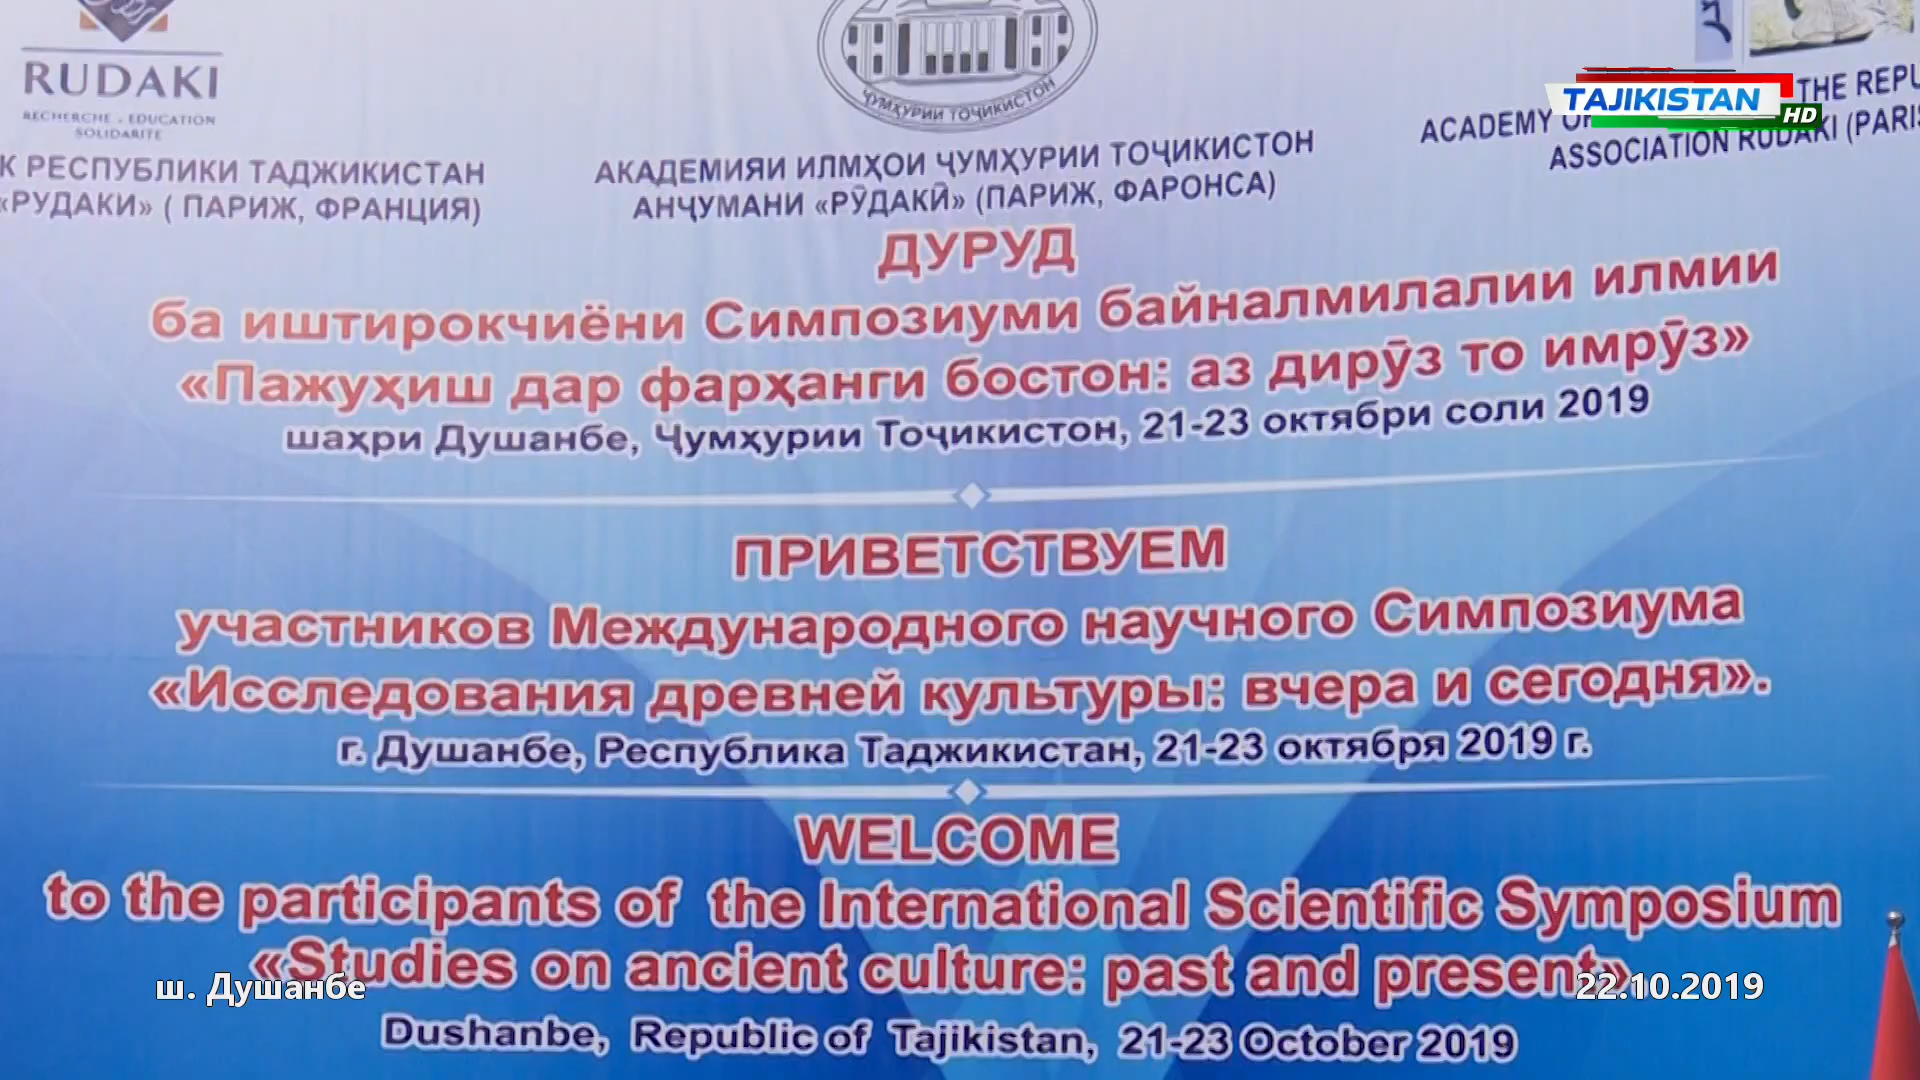 RUDAKI
RECHERCHE - EDUCATION
SOLIDARITE
К РЕСПУБЛИКИ ТАДЖИКИСТАН
«РУДАКИ» ( ПАРИЖ, ФРАНЦИЯ)
ҶУМҲУРИИ ТОҶИКИСТОН
АКАДЕМИЯИ ИЛМҲОИ ҶУМҲУРИИ ТОҶИКИСТОН
АНҶУМАНИ «РӮДАКӢ» (ПАРИЖ, ФАРОНСА)
TAJIKISTAN
HD
ACADEMY OF THE REPU
ASSOCIATION RUDAKI (PARIS
ДУРУД
ба иштирокчиёни Симпозиуми байналмилалии илмии
«Пажуҳиш дар фарҳанги бостон: аз дирӯз то имрӯз»
шаҳри Душанбе, Ҷумҳурии Тоҷикистон, 21-23 октябри соли 2019
ПРИВЕТСТВУЕМ
участников Международного научного Симпозиума
«Исследования древней культуры: вчера и сегодня».
г. Душанбе, Республика Таджикистан, 21-23 октября 2019 г.
WELCOME
to the participants of the International Scientific Symposium
«Studies on ancient culture: past and present»
ш. Душанбе
22.10.2019
Dushanbe, Republic of Tajikistan, 21-23 October 2019